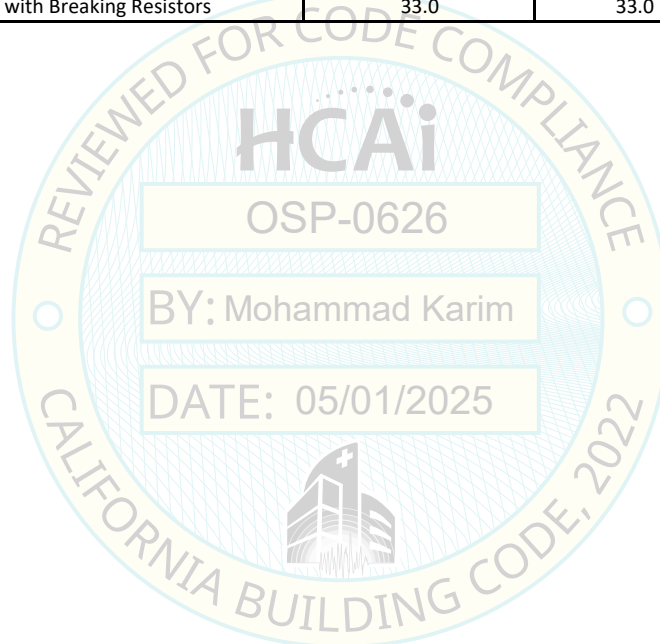 with Breaking Resistors 33.0 33.0
REVIEWED FOR CODE COMPLIANCE
HCAi
OSP-0626
BY: Mohammad Karim
DATE: 05/01/2025
CALIFORNIA BUILDING CODE, 2022